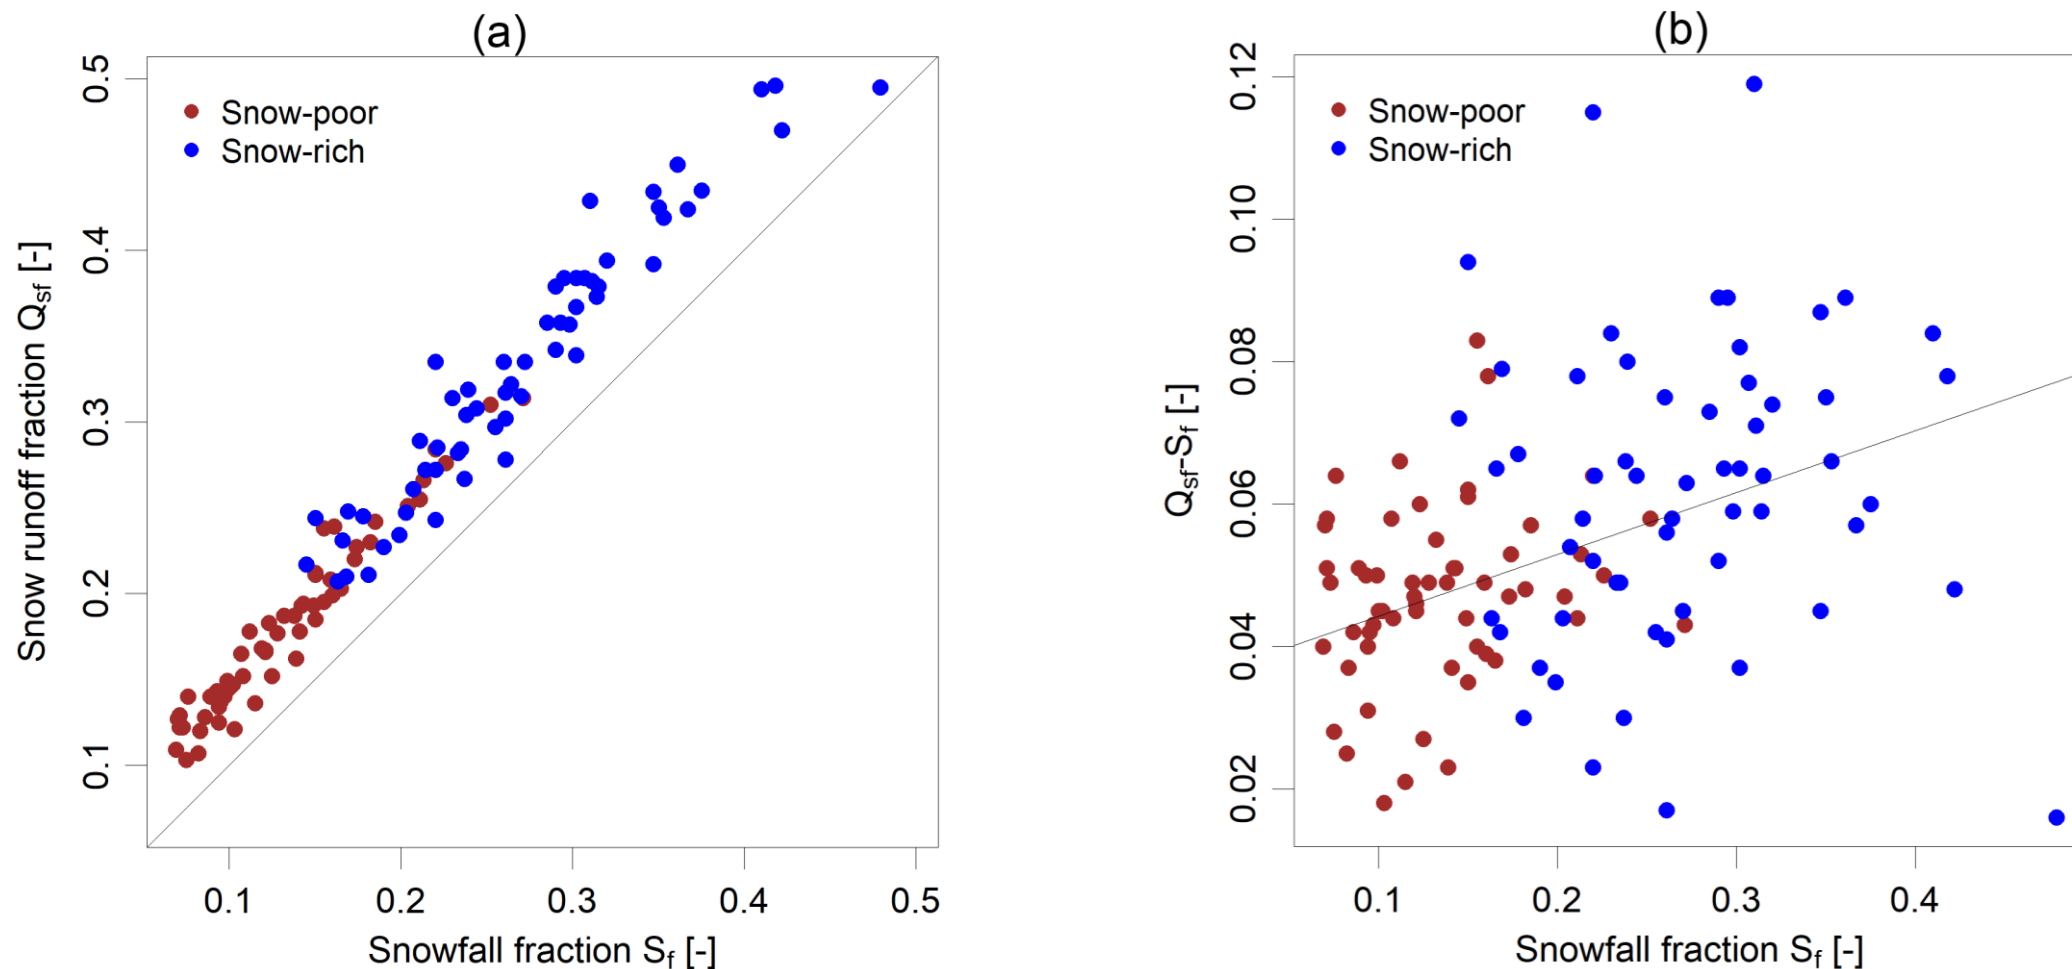 (a)
Snow-poor
Snow-rich
Snow runoff fraction Qsf [-]
0.5
0.4
0.3
0.2
0.1
0.1 0.2 0.3 0.4 0.5
Snowfall fraction Sf [-]
(b)
Snow-poor
Snow-rich
Qsf-Sf [-]
0.12
0.10
0.08
0.06
0.04
0.02
0.1 0.2 0.3 0.4
Snowfall fraction Sf [-]